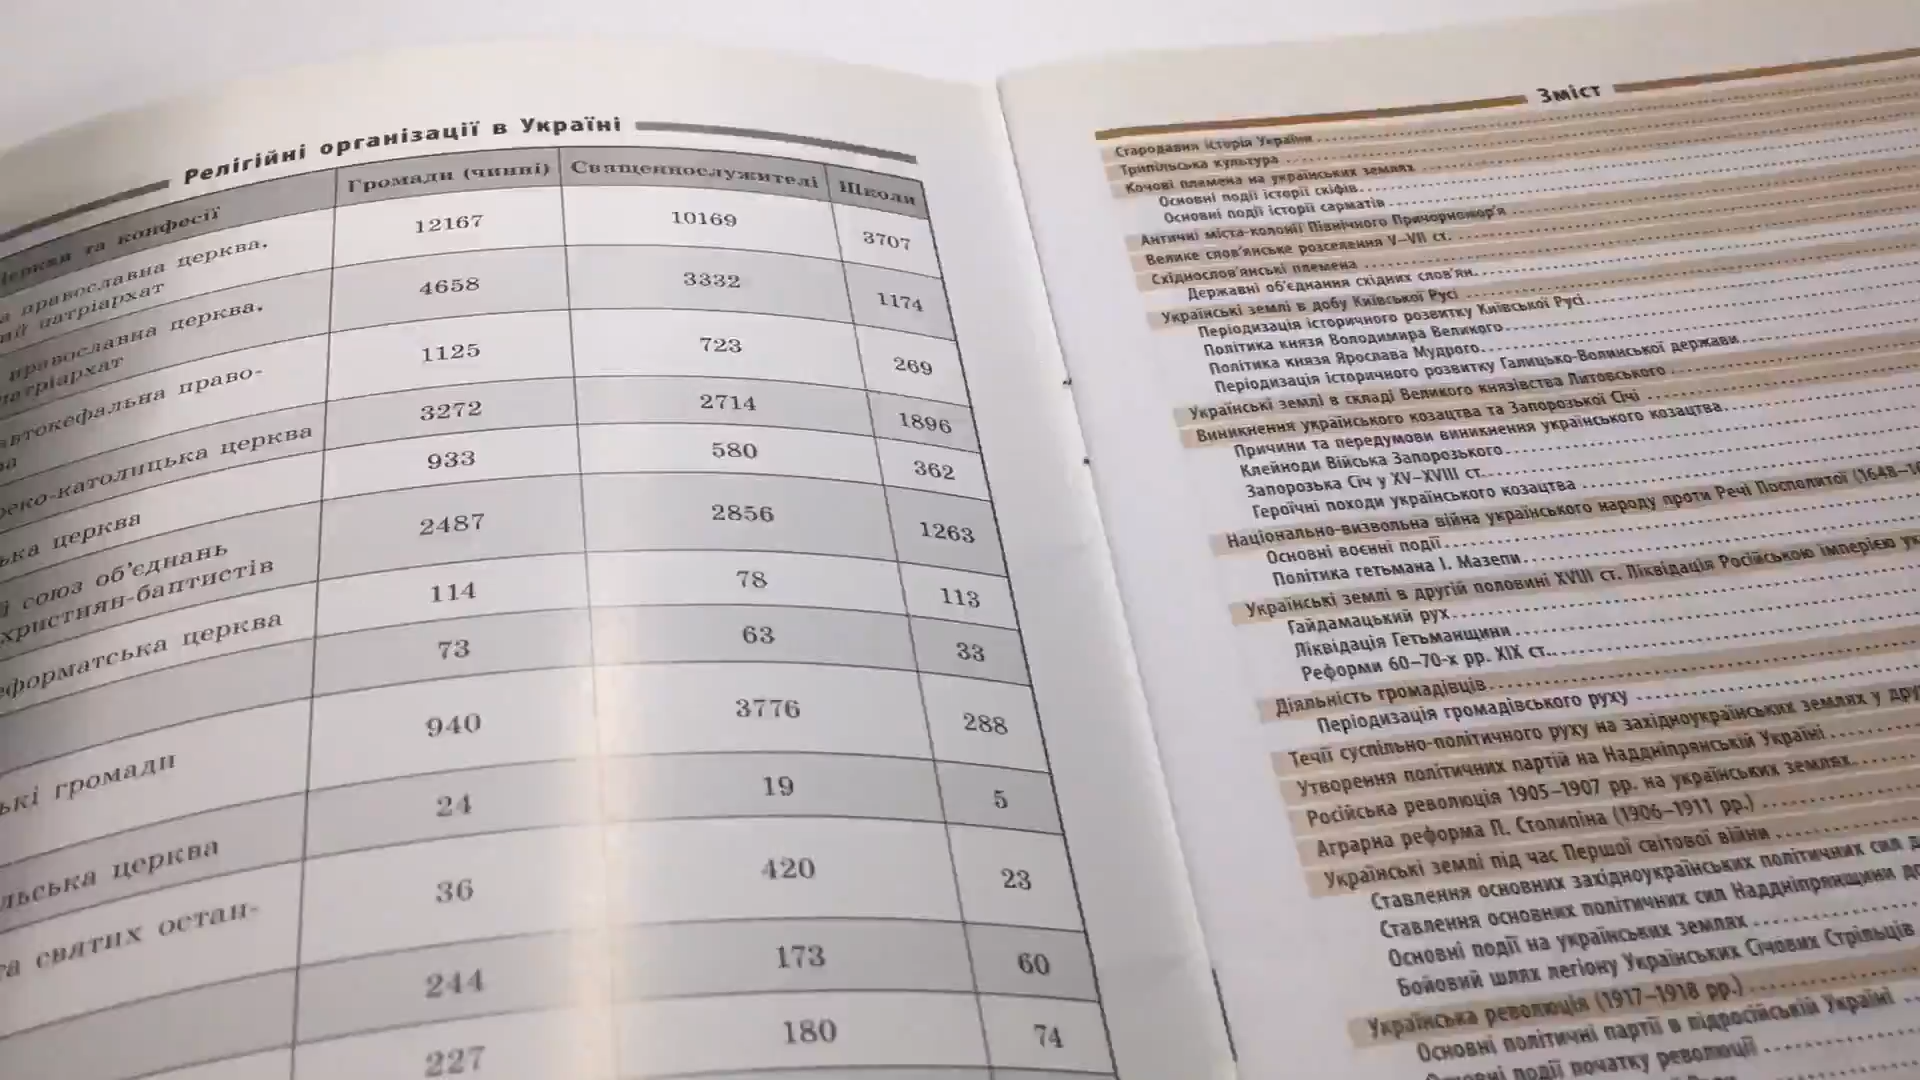 Релігійні організації в Україні
Церкви та конфесії Громади (чинні) Священнослужителі Школи
православна церква, патріархат 12167 10169 3707
православна церква, патріархат 4658 3332 1174
автокефальна право- 1125 723 269
греко-католицька церква 3272 2714 1896
церква 933 580 362
союз об'єднань
християн-баптистів 2487 2856 1263
реформатська церква 114 78 113
73 63 33
громади 940 3776 288
церква 24 19 5
святих остан- 36 420 23
244 173 60
227 180 74
Зміст
Стародавня історія України
Трипільська культура
Кочові племена на українських землях
Основні події історії скіфів
Основні події історії сарматів
Античні міста-колонії Північного Причорномор'я
Велике слов'янське розселення V–VII ст.
Східнослов'янські племена
Державні об'єднання східних слов'ян
Українські землі в добу Київської Русі
Періодизація історичного розвитку Київської Русі
Політика князя Володимира Великого
Політика князя Ярослава Мудрого
Періодизація історичного розвитку Галицько-Волинської держави
Українські землі в складі Великого князівства Литовського
Виникнення українського козацтва та Запорозької Січі
Причини та передумови виникнення українського козацтва
Клейноди Війська Запорозького
Запорозька Січ у XV–XVIII ст.
Героїчні походи українського козацтва
Національно-визвольна війна українського народу проти Речі Посполитої (1648–
Основні воєнні події
Політика гетьмана І. Мазепи
Українські землі в другій половині XVIII ст. Ліквідація Російською імперією
Гайдамацький рух
Ліквідація Гетьманщини
Реформи 60–70-х рр. XIX ст.
Діяльність громадівців
Періодизація громадівського руху
Течії суспільно-політичного руху на західноукраїнських землях у
Утворення політичних партій на Наддніпрянській Україні
Російська революція 1905–1907 рр. на українських землях
Аграрна реформа П. Столипіна (1906–1911 рр.)
Українські землі під час Першої світової війни
Ставлення основних західноукраїнських політичних сил
Ставлення основних політичних сил Наддніпрянщини до
Основні події на українських землях
Бойовий шлях легіону Українських Січових Стрільців
Українська революція (1917–1918 рр.)
Основні політичні партії в підросійській Україні
Основні події початку революції